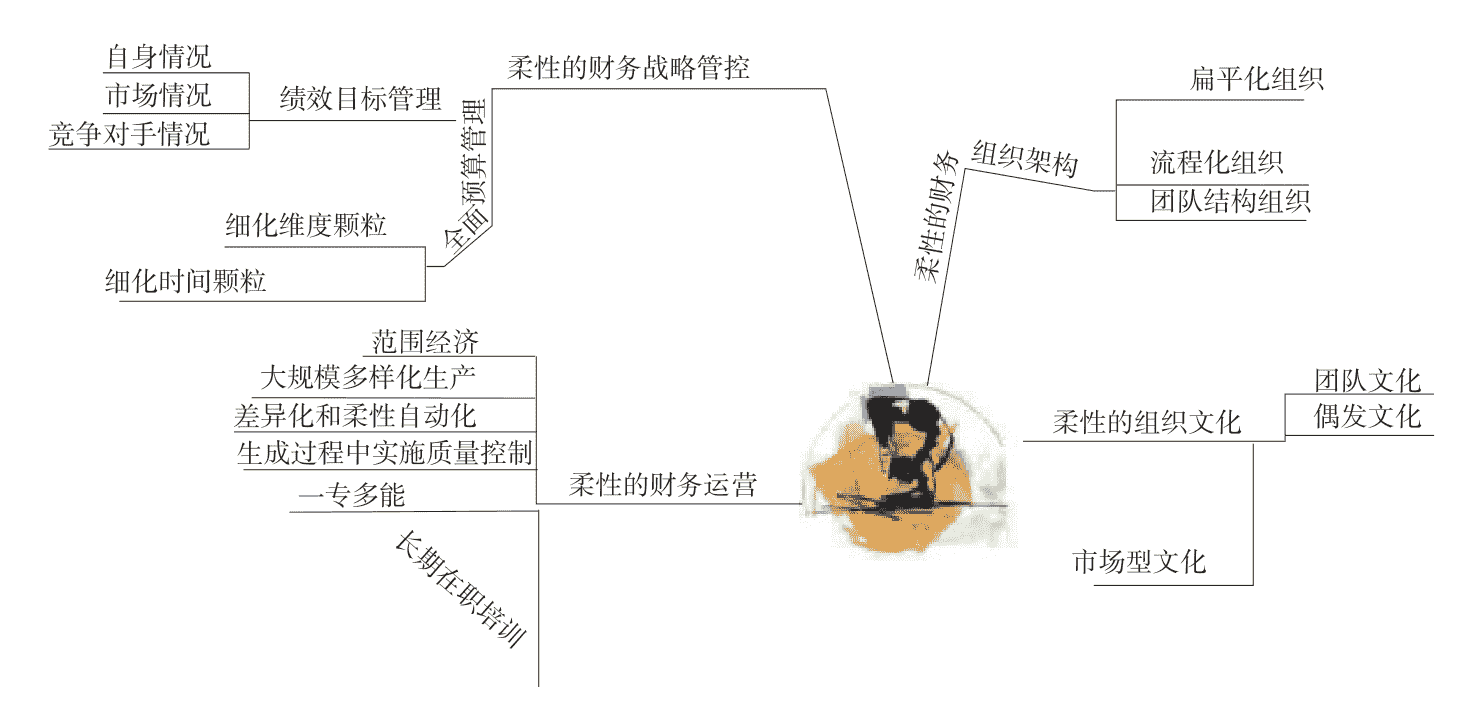 柔性的财务战略管控
绩效目标管理
自身情况
市场情况
竞争对手情况
全面预算管理
细化维度颗粒
细化时间颗粒
柔性的财务
组织架构
扁平化组织
流程化组织
团队结构组织
柔性的组织文化
团队文化
偶发文化
市场型文化
柔性的财务运营
范围经济
大规模多样化生产
差异化和柔性自动化
生成过程中实施质量控制
一专多能
长期在职培训